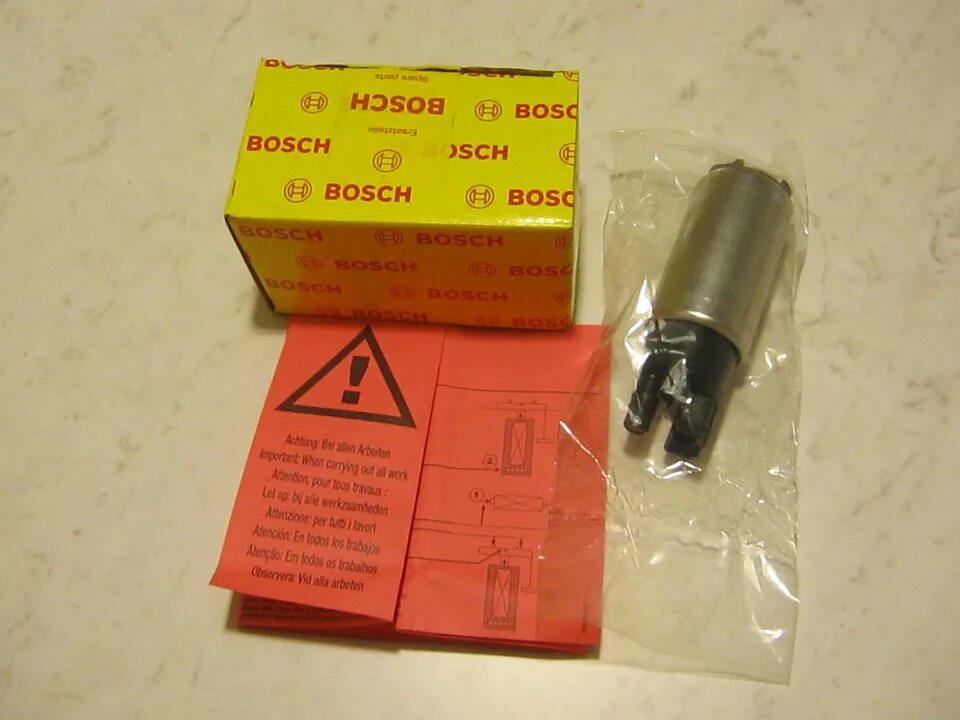 Spare parts
BOSCH
BOSCH
Ersatzteile
BOSCH
BOSCH
BOSCH
BOSCH
BOSCH
BOSCH
BOSCH
BOSCH
BOSCH
BOSCH
BOSCH
Achtung: Bei allen Arbeiten
Important: When carrying out all work
Attention, pour tous travaux :
Let op: bij alle werkzaamheden
Attenzione: per tutti i lavori
Atención: En todos los trabajos
Atenção: Em todos os trabalhos
Observera: Vid alla arbeten
2
1